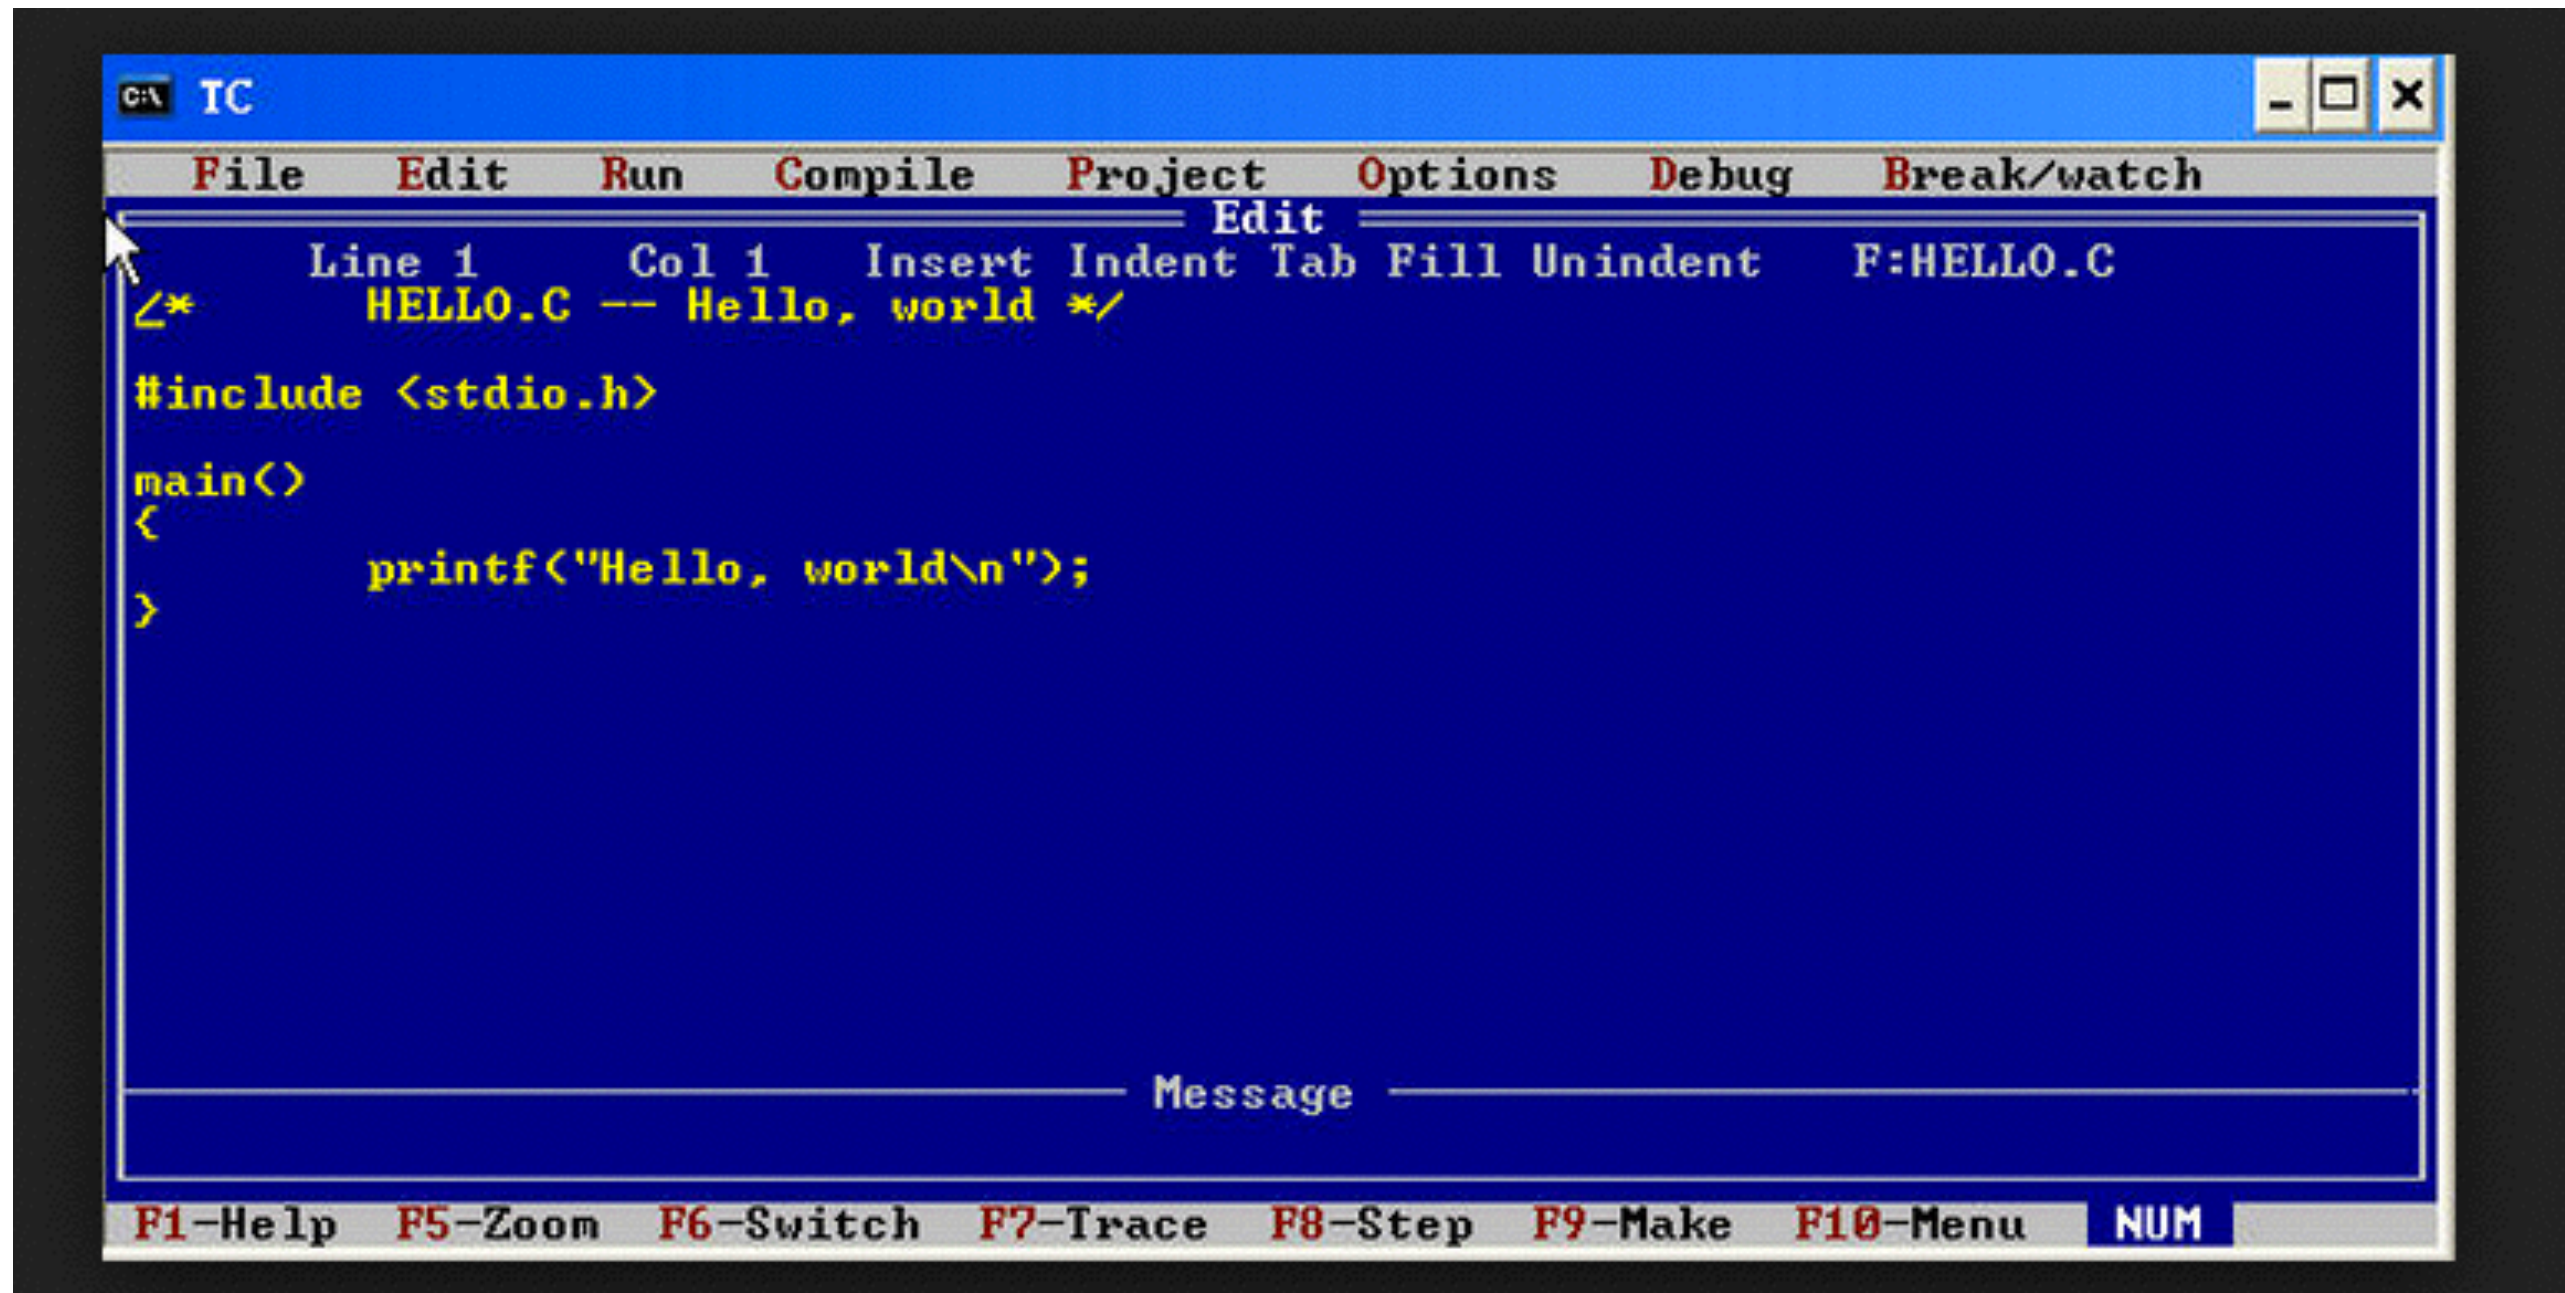 C:\ TC
File Edit Run Compile Project Options Debug Break/watch
Edit
Line 1 Col 1 Insert Indent Tab Fill Unindent F:HELLO.C
/* HELLO.C -- Hello, world */
#include <stdio.h>
main()
{
printf("Hello, world\n");
}
Message
F1-Help F5-Zoom F6-Switch F7-Trace F8-Step F9-Make F10-Menu NUM